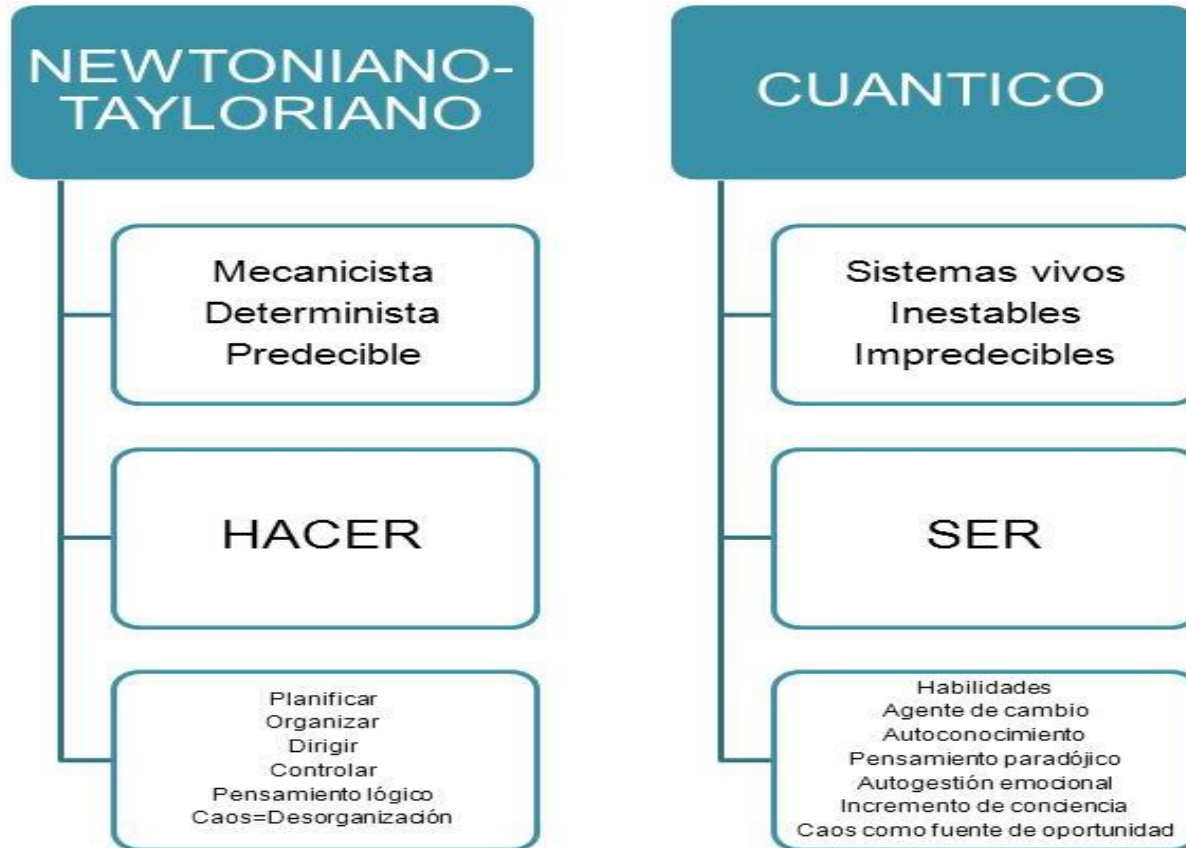 NEWTONIANO-
TAYLORIANO
Mecanicista
Determinista
Predecible
HACER
Planificar
Organizar
Dirigir
Controlar
Pensamiento lógico
Caos=Desorganización
CUANTICO
Sistemas vivos
Inestables
Impredecibles
SER
Habilidades
Agente de cambio
Autoconocimiento
Pensamiento paradójico
Autogestión emocional
Incremento de conciencia
Caos como fuente de oportunidad